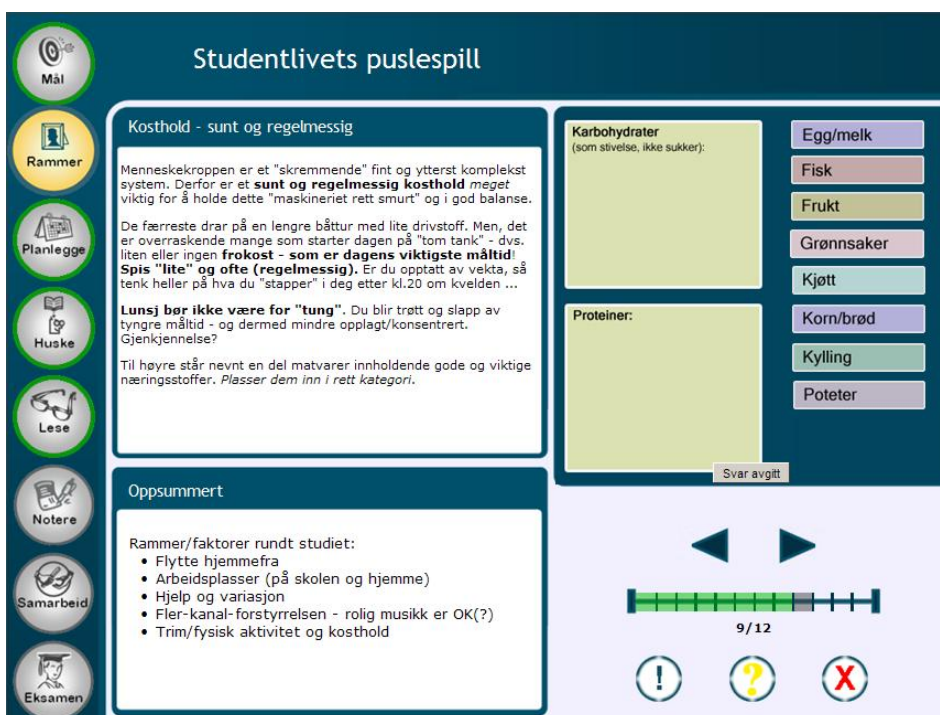 Studentlivets puslespill
Mål
Rammer
Planlegge
Huske
Lese
Notere
Samarbeid
Eksamen
Kosthold - sunt og regelmessig
Menneskekroppen er et "skremmende" fint og ytterst komplekst
system. Derfor er et sunt og regelmessig kosthold meget
viktig for å holde dette "maskineriet rett smurt" og i god balanse.
De færreste drar på en lengre båttur med lite drivstoff. Men, det
er overraskende mange som starter dagen på "tom tank" - dvs.
liten eller ingen frokost - som er dagens viktigste måltid!
Spis "lite" og ofte (regelmessig). Er du opptatt av vekta, så
tenk heller på hva du "stapper" i deg etter kl.20 om kvelden ...
Lunsj bør ikke være for "tung". Du blir trøtt og slapp av
tyngre måltid - og dermed mindre opplagt/konsentrert.
Gjenkjennelse?
Til høyre står nevnt en del matvarer innholdende gode og viktige
næringsstoffer. Plasser dem inn i rett kategori.
Karbohydrater
(som stivelse, ikke sukker):
Proteiner:
Egg/melk
Fisk
Frukt
Grønnsaker
Kjøtt
Korn/brød
Kylling
Poteter
Svar avgitt
Oppsummert
Rammer/faktorer rundt studiet:
• Flytte hjemmefra
• Arbeidsplasser (på skolen og hjemme)
• Hjelp og variasjon
• Fler-kanal-forstyrrelsen - rolig musikk er OK(?)
• Trim/fysisk aktivitet og kosthold
9/12
! ? X